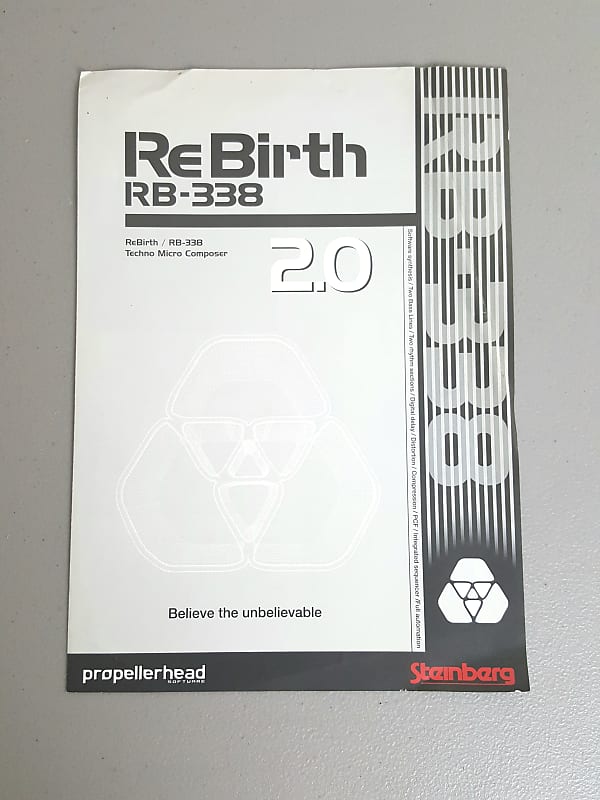 ReBirth
RB-338
ReBirth / RB-338
Techno Micro Composer
2.0
Software synthesis / Two Bass Lines / Two rhythm sections / Digital delay / Distortion / Compression / PCF / Integrated sequencer /Full automation
RB-338
Believe the unbelievable
propellerhead
SOFTWARE
Steinberg